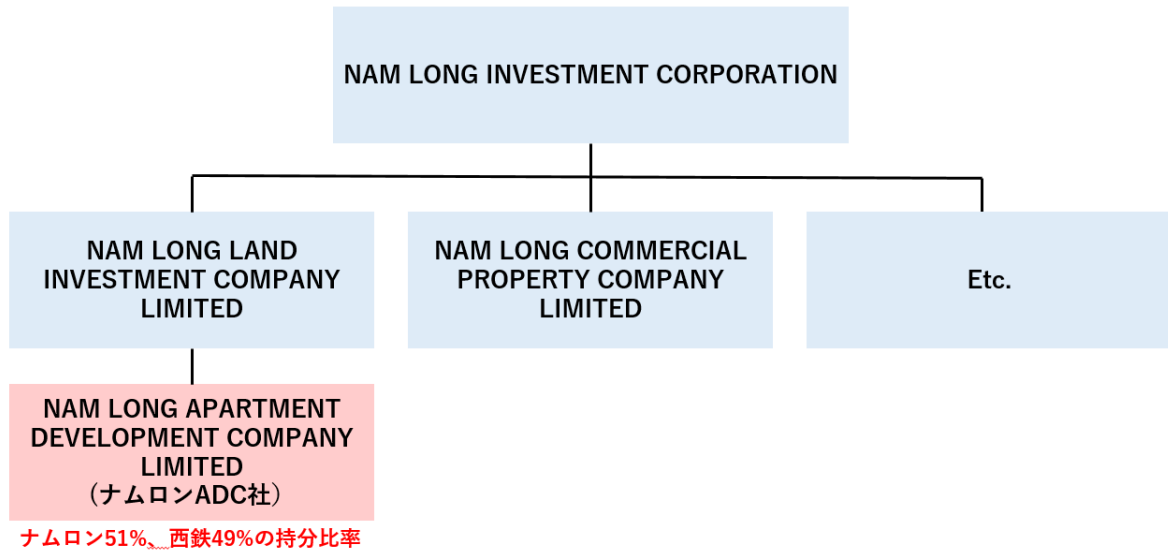 NAM LONG INVESTMENT CORPORATION
NAM LONG LAND
INVESTMENT COMPANY
LIMITED
NAM LONG COMMERCIAL
PROPERTY COMPANY
LIMITED
Etc.
NAM LONG APARTMENT
DEVELOPMENT COMPANY
LIMITED
（ナムロンADC社）
ナムロン51%、西鉄49%の持分比率